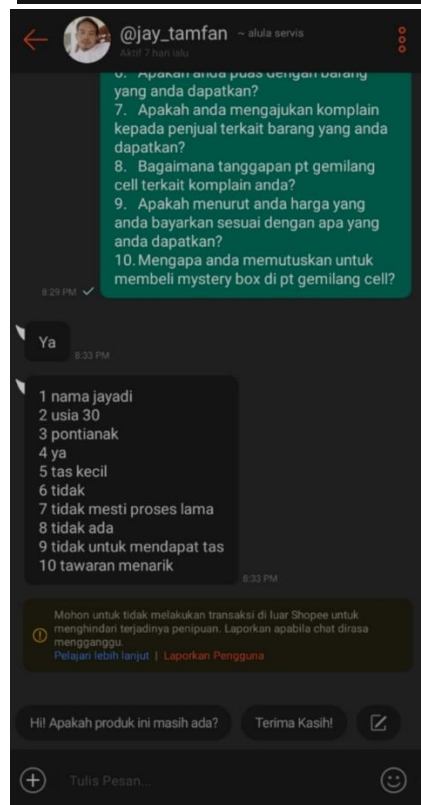 @jay_tamfan ~ alula servis
Aktif 7 hari lalu
6. Apakah anda puas dengan barang
yang anda dapatkan?
7. Apakah anda mengajukan komplain
kepada penjual terkait barang yang anda
dapatkan?
8. Bagaimana tanggapan pt gemilang
cell terkait komplain anda?
9. Apakah menurut anda harga yang
anda bayarkan sesuai dengan apa yang
anda dapatkan?
10. Mengapa anda memutuskan untuk
membeli mystery box di pt gemilang cell?
8:29 PM
Ya
8:33 PM
1 nama jayadi
2 usia 30
3 pontianak
4 ya
5 tas kecil
6 tidak
7 tidak mesti proses lama
8 tidak ada
9 tidak untuk mendapat tas
10 tawaran menarik
8:33 PM
Mohon untuk tidak melakukan transaksi di luar Shopee untuk
menghindari terjadinya penipuan. Laporkan apabila chat dirasa
mengganggu.
Pelajari lebih lanjut | Laporkan Pengguna
Hi! Apakah produk ini masih ada?
Terima Kasih!
Tulis Pesan...